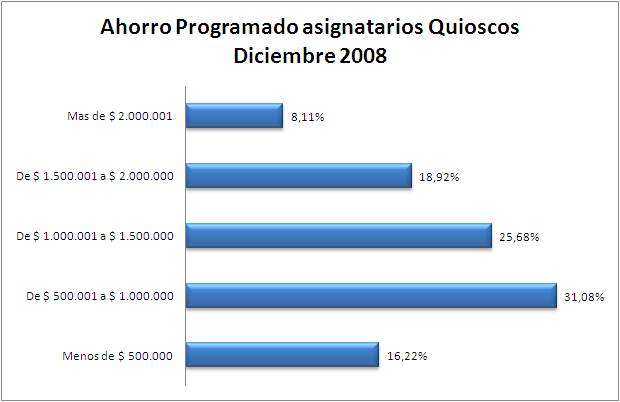 Ahorro Programado asignatarios Quioscos
Diciembre 2008
Mas de $ 2.000.001
8,11%
De $ 1.500.001 a $ 2.000.000
18,92%
De $ 1.000.001 a $ 1.500.000
25,68%
De $ 500.001 a $ 1.000.000
31,08%
Menos de $ 500.000
16,22%